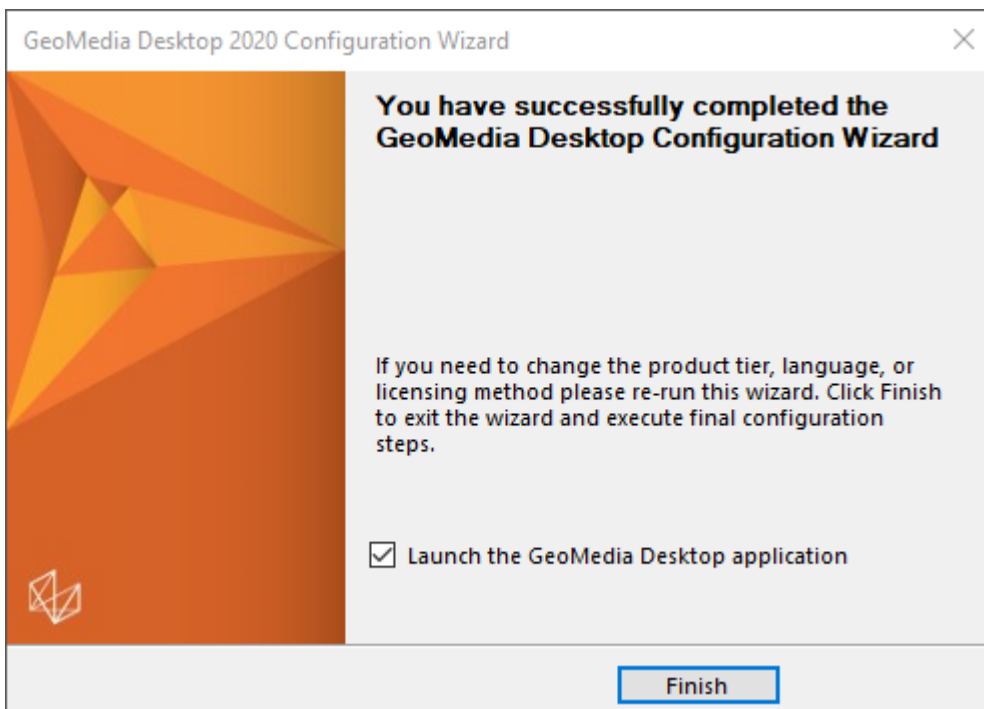 GeoMedia Desktop 2020 Configuration Wizard
You have successfully completed the
GeoMedia Desktop Configuration Wizard
If you need to change the product tier, language, or
licensing method please re-run this wizard. Click Finish
to exit the wizard and execute final configuration
steps.
Launch the GeoMedia Desktop application
Finish